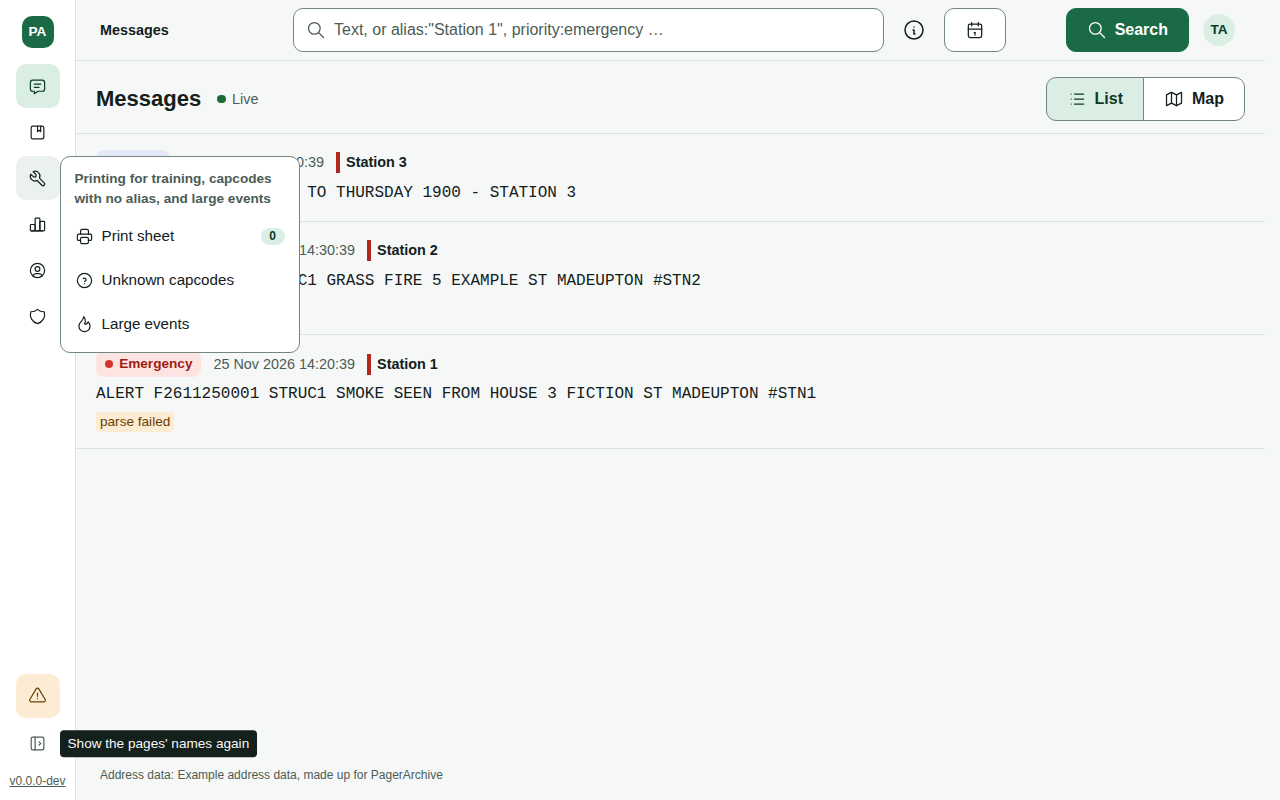 PA
Messages
Text, or alias:"Station 1", priority:emergency …
Search
TA
Messages
Live
List
Map
0:39
Station 3
TO THURSDAY 1900 - STATION 3
Printing for training, capcodes
with no alias, and large events
Print sheet
0
Unknown capcodes
Large events
14:30:39
Station 2
C1 GRASS FIRE 5 EXAMPLE ST MADEUPTON #STN2
Emergency
25 Nov 2026 14:20:39
Station 1
ALERT F2611250001 STRUC1 SMOKE SEEN FROM HOUSE 3 FICTION ST MADEUPTON #STN1
parse failed
Show the pages' names again
v0.0.0-dev
Address data: Example address data, made up for PagerArchive